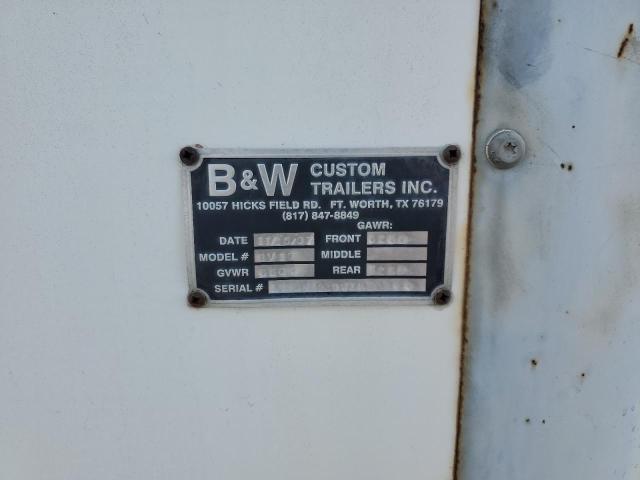 B&W CUSTOM
TRAILERS INC.
10057 HICKS FIELD RD. FT. WORTH, TX 76179
(817) 847-8849
GAWR:
DATE FRONT
MODEL # MIDDLE
GVWR REAR
SERIAL #